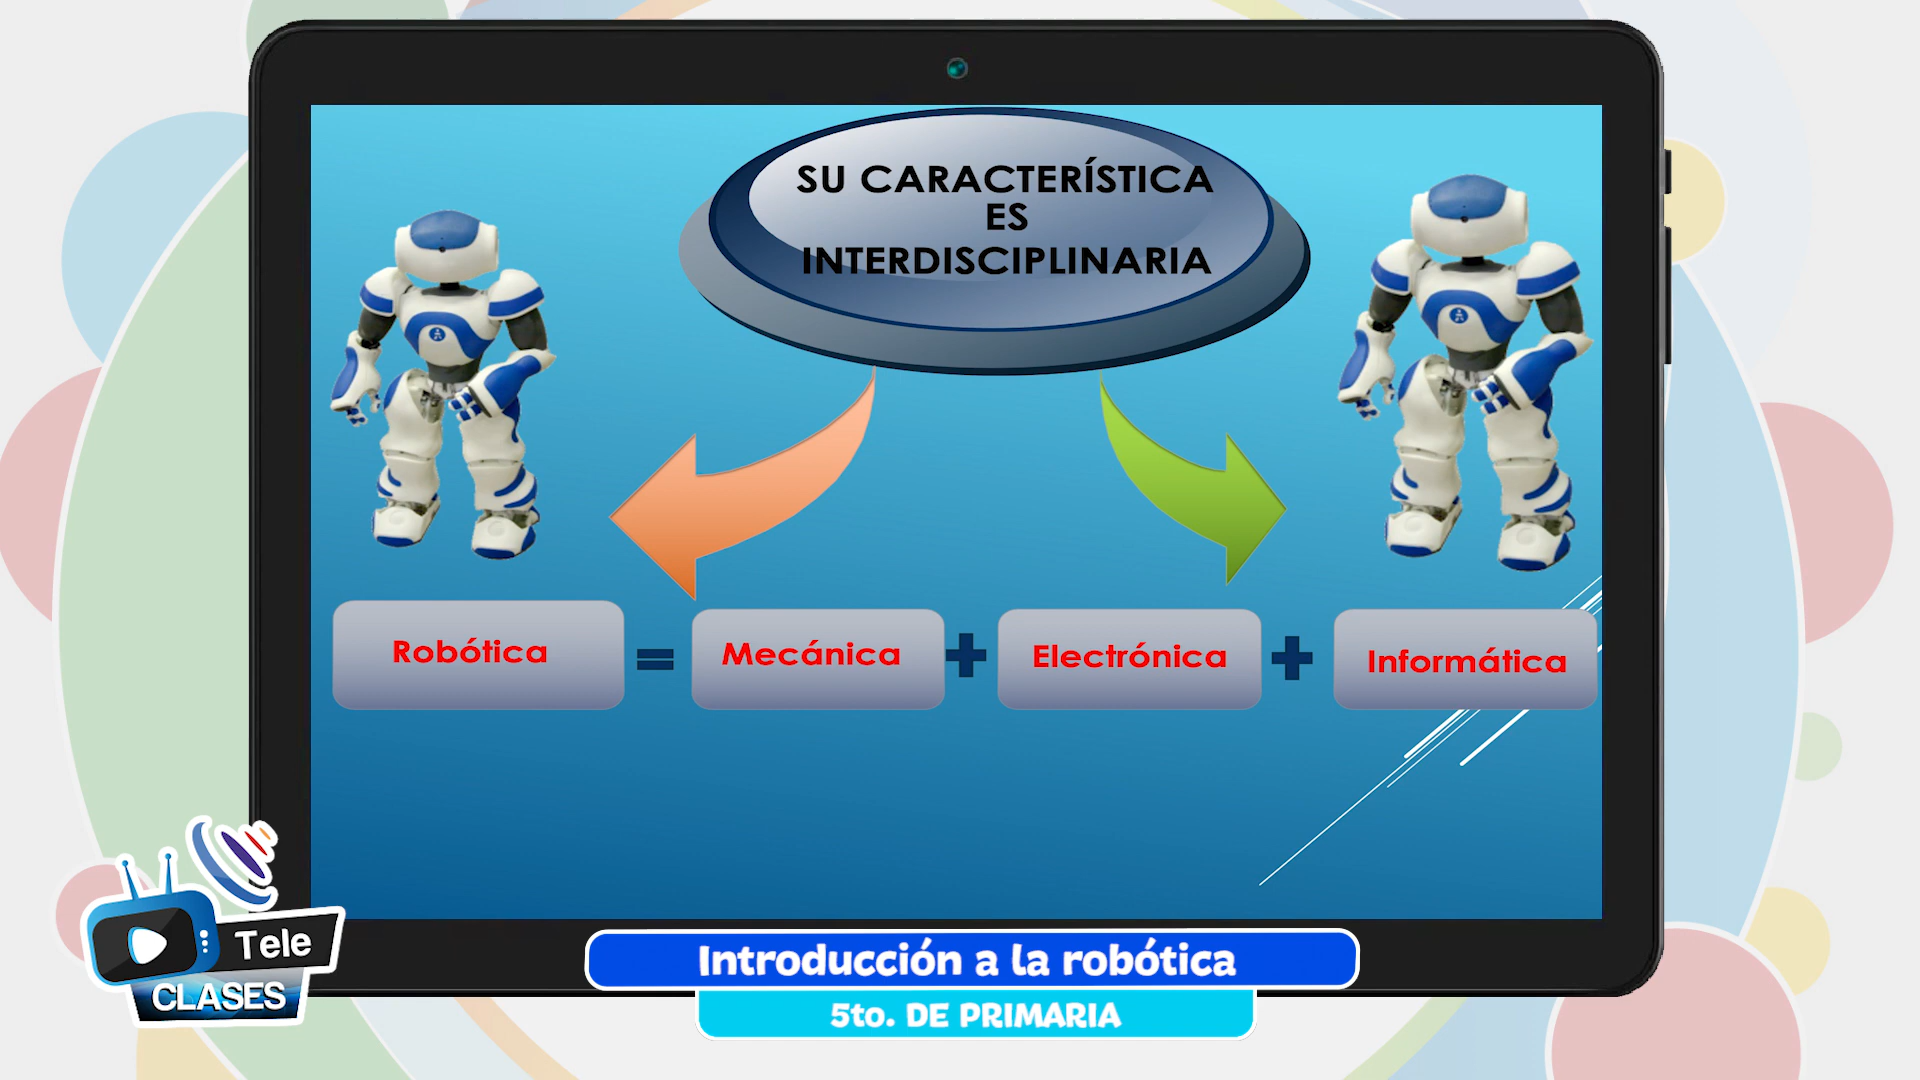 SU CARACTERÍSTICA
ES
INTERDISCIPLINARIA
Robótica = Mecánica + Electrónica + Informática
Tele
CLASES
Introducción a la robótica
5to. DE PRIMARIA